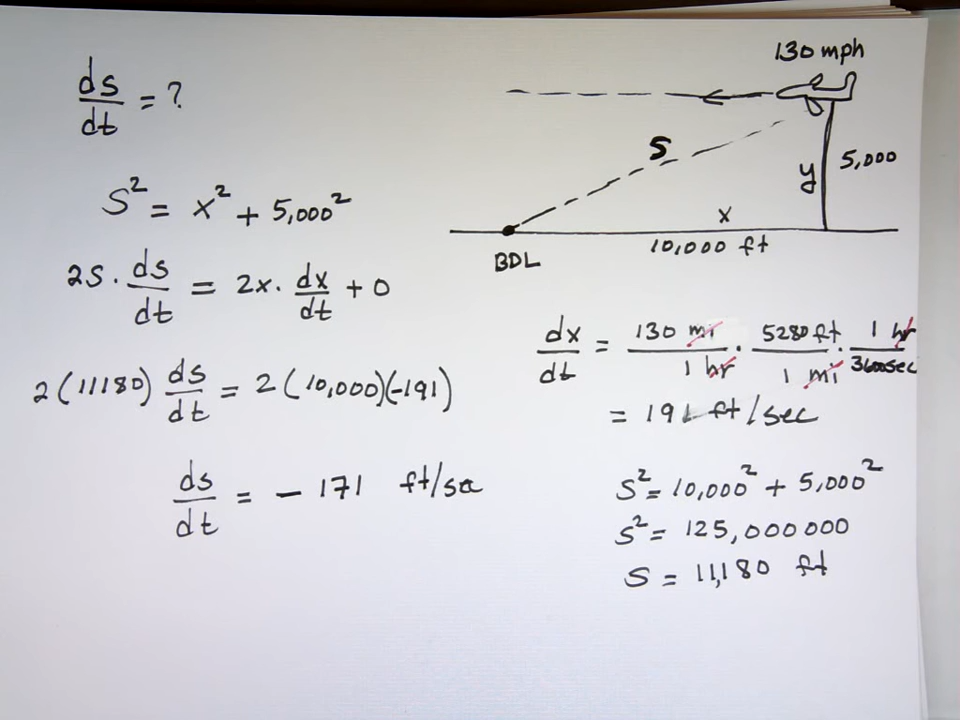 ds/dt = ?
S² = x² + 5,000²
2S · ds/dt = 2x · dx/dt + 0
2(11180) ds/dt = 2(10,000)(-191)
ds/dt = - 171 ft/sec
130 mph
S
y
5,000
x
10,000 ft
BDL
dx/dt = 130 mi/1 hr · 5280 ft/1 mi · 1 hr/3600sec
= 191 ft/sec
S² = 10,000² + 5,000²
S² = 125,000000
S = 11,180 ft